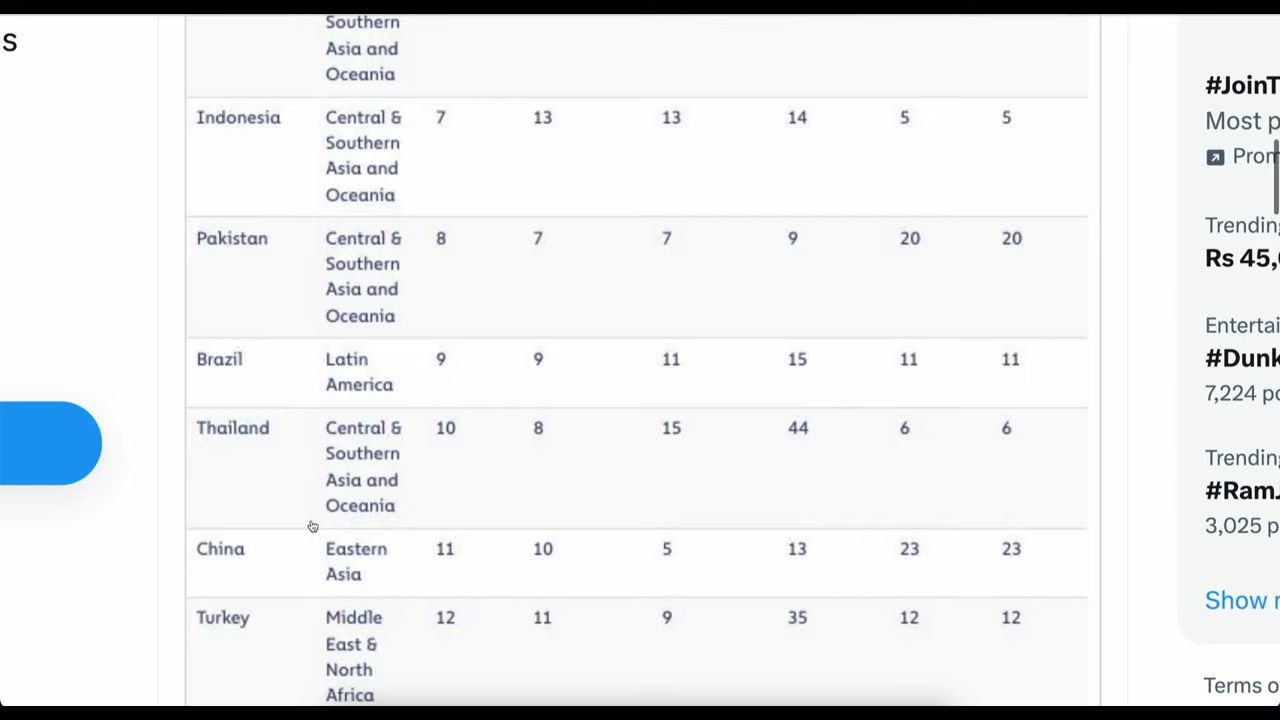 s
Southern
Asia and
Oceania
Indonesia Central & 7 13 13 14 5 5
Southern
Asia and
Oceania
Pakistan Central & 8 7 7 9 20 20
Southern
Asia and
Oceania
Brazil Latin 9 9 11 15 11 11
America
Thailand Central & 10 8 15 44 6 6
Southern
Asia and
Oceania
China Eastern 11 10 5 13 23 23
Asia
Turkey Middle 12 11 9 35 12 12
East &
North
Africa
#JoinT
Most p
Prom
Trending
Rs 45,
Entertai
#Dunk
7,224 po
Trending
#RamJ
3,025 p
Show
Terms o